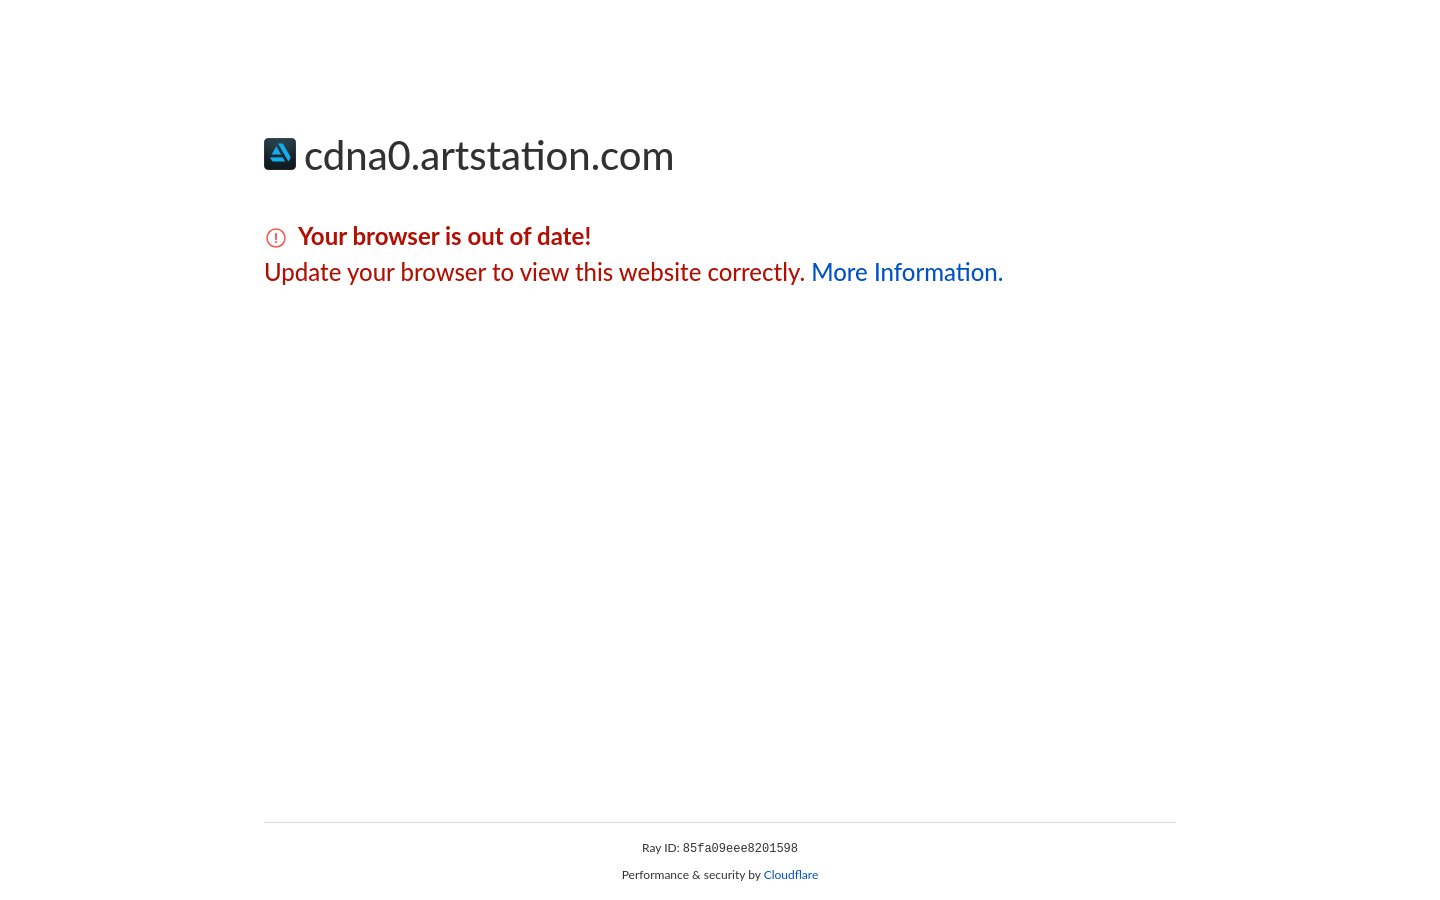 cdna0.artstation.com
Your browser is out of date!
Update your browser to view this website correctly. More Information.
Ray ID: 85fa09eee8201598
Performance & security by Cloudflare